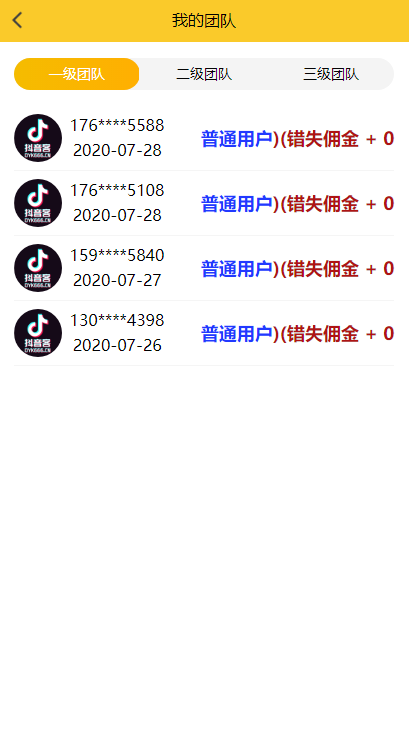 我的团队
一级团队 二级团队 三级团队
抖音客
DYK666.CN
176****5588
2020-07-28
普通用户)(错失佣金 + 0
抖音客
DYK666.CN
176****5108
2020-07-28
普通用户)(错失佣金 + 0
抖音客
DYK666.CN
159****5840
2020-07-27
普通用户)(错失佣金 + 0
抖音客
DYK666.CN
130****4398
2020-07-26
普通用户)(错失佣金 + 0